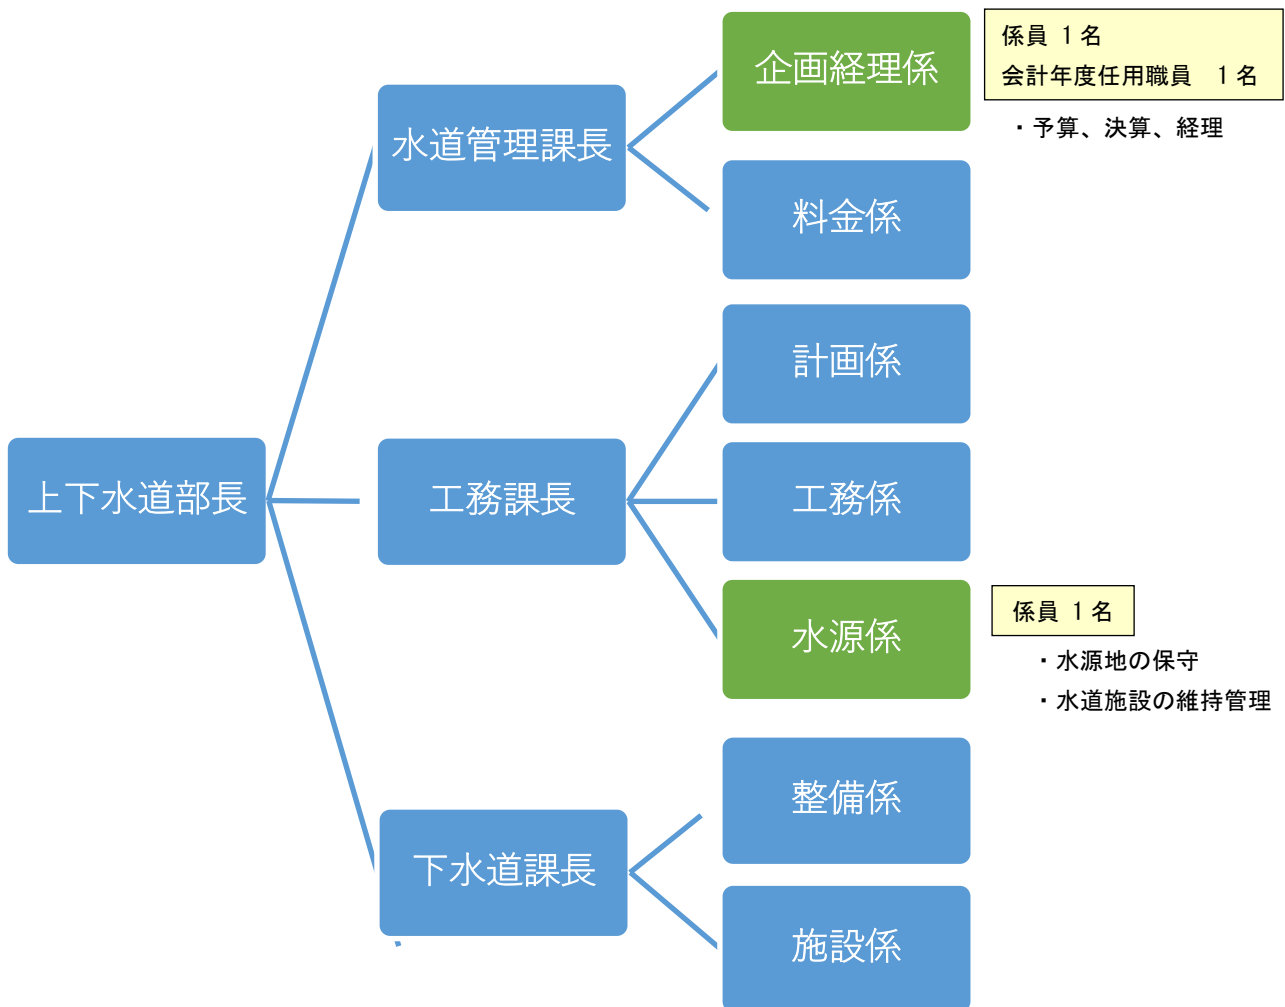 上下水道部長
水道管理課長
企画経理係
係員 1名
会計年度任用職員 1名
・予算、決算、経理
料金係
工務課長
計画係
工務係
水源係
係員 1名
・水源地の保守
・水道施設の維持管理
下水道課長
整備係
施設係